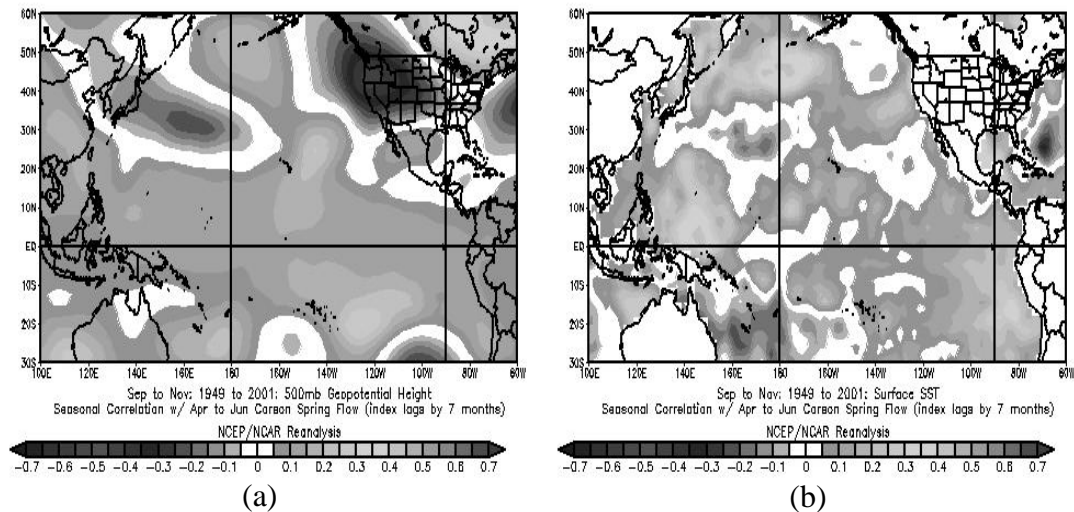 60N
50N
40N
30N
20N
10N
EQ
10S
20S
30S
100E 120E 140E 160E 180 160W 140W 120W 100W 80W 60W
Sep to Nov: 1949 to 2001: 500mb Geopotential Height
Seasonal Correlation w/ Apr to Jun Carson Spring Flow (index lags by 7 months)
NCEP/NCAR Reanalysis
-0.7 -0.6 -0.5 -0.4 -0.3 -0.2 -0.1 0 0.1 0.2 0.3 0.4 0.5 0.6 0.7
(a)
60N
50N
40N
30N
20N
10N
EQ
10S
20S
30S
100E 120E 140E 160E 180 160W 140W 120W 100W 80W 60W
Sep to Nov: 1949 to 2001: Surface SST
Seasonal Correlation w/ Apr to Jun Carson Spring Flow (index lags by 7 months)
NCEP/NCAR Reanalysis
-0.7 -0.6 -0.5 -0.4 -0.3 -0.2 -0.1 0 0.1 0.2 0.3 0.4 0.5 0.6 0.7
(b)